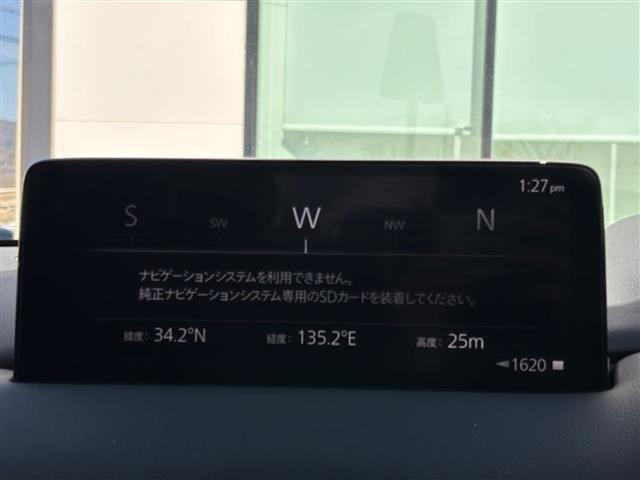 1:27 pm
S SW W NW N
ナビゲーションシステムを利用できません。
純正ナビゲーションシステム専用のSDカードを装着してください。
緯度: 34.2°N 経度: 135.2°E 高度: 25m
1620